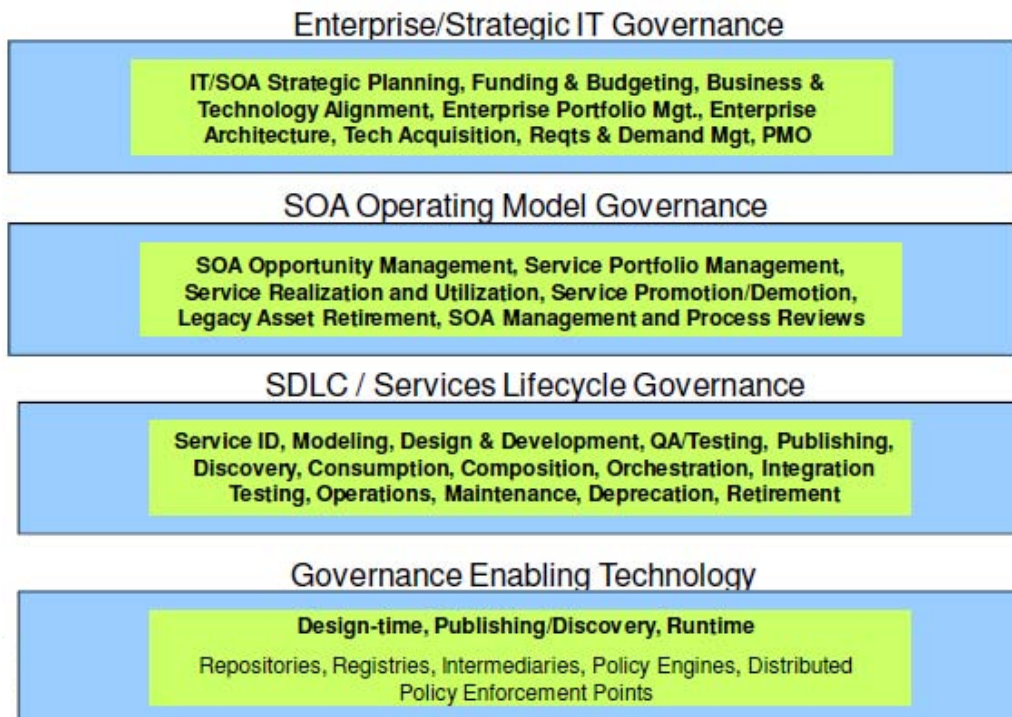 Enterprise/Strategic IT Governance
IT/SOA Strategic Planning, Funding & Budgeting, Business &
Technology Alignment, Enterprise Portfolio Mgt., Enterprise
Architecture, Tech Acquisition, Reqts & Demand Mgt, PMO
SOA Operating Model Governance
SOA Opportunity Management, Service Portfolio Management,
Service Realization and Utilization, Service Promotion/Demotion,
Legacy Asset Retirement, SOA Management and Process Reviews
SDLC / Services Lifecycle Governance
Service ID, Modeling, Design & Development, QA/Testing, Publishing,
Discovery, Consumption, Composition, Orchestration, Integration
Testing, Operations, Maintenance, Deprecation, Retirement
Governance Enabling Technology
Design-time, Publishing/Discovery, Runtime
Repositories, Registries, Intermediaries, Policy Engines, Distributed
Policy Enforcement Points